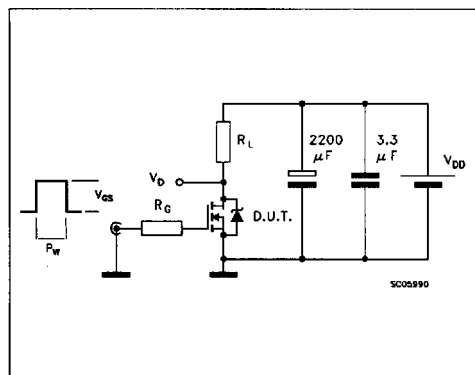 R_L
2200
μF
3.3
μF
V_DD
V_D
V_GS
R_G
D.U.T.
P_W
SC05990